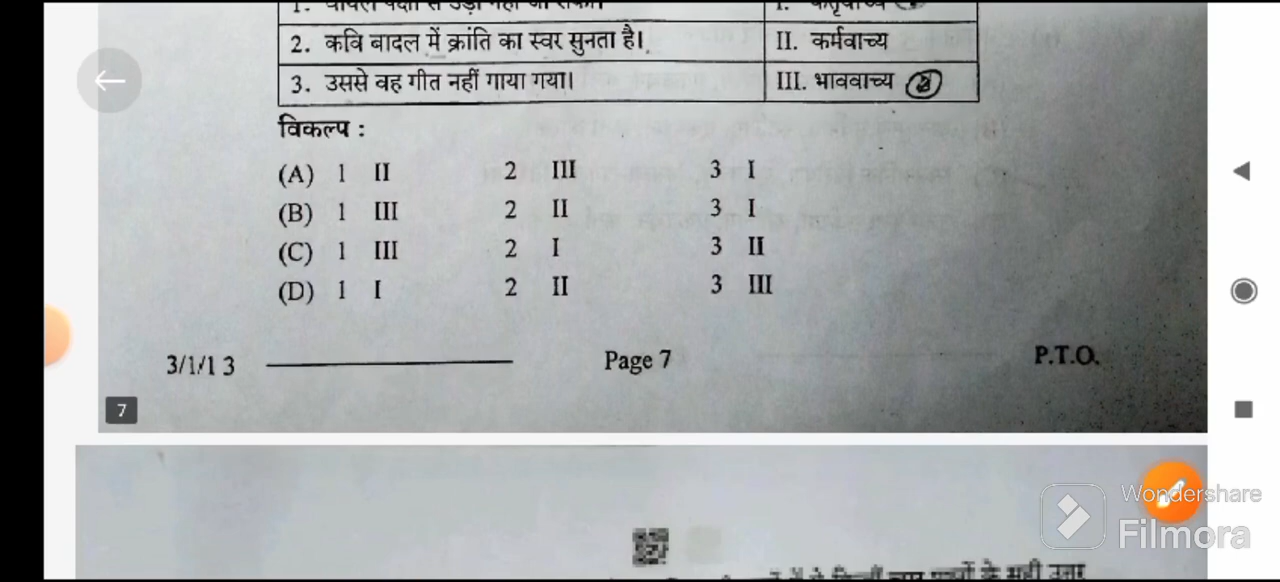 2. कवि बादल में क्रांति का स्वर सुनता है। II. कर्मवाच्य
3. उससे वह गीत नहीं गाया गया। III. भाववाच्य
विकल्प :
(A) 1 II 2 III 3 I
(B) 1 III 2 II 3 I
(C) 1 III 2 I 3 II
(D) 1 I 2 II 3 III
3/1/1 3 Page 7 P.T.O.
7
Wondershare
Filmora